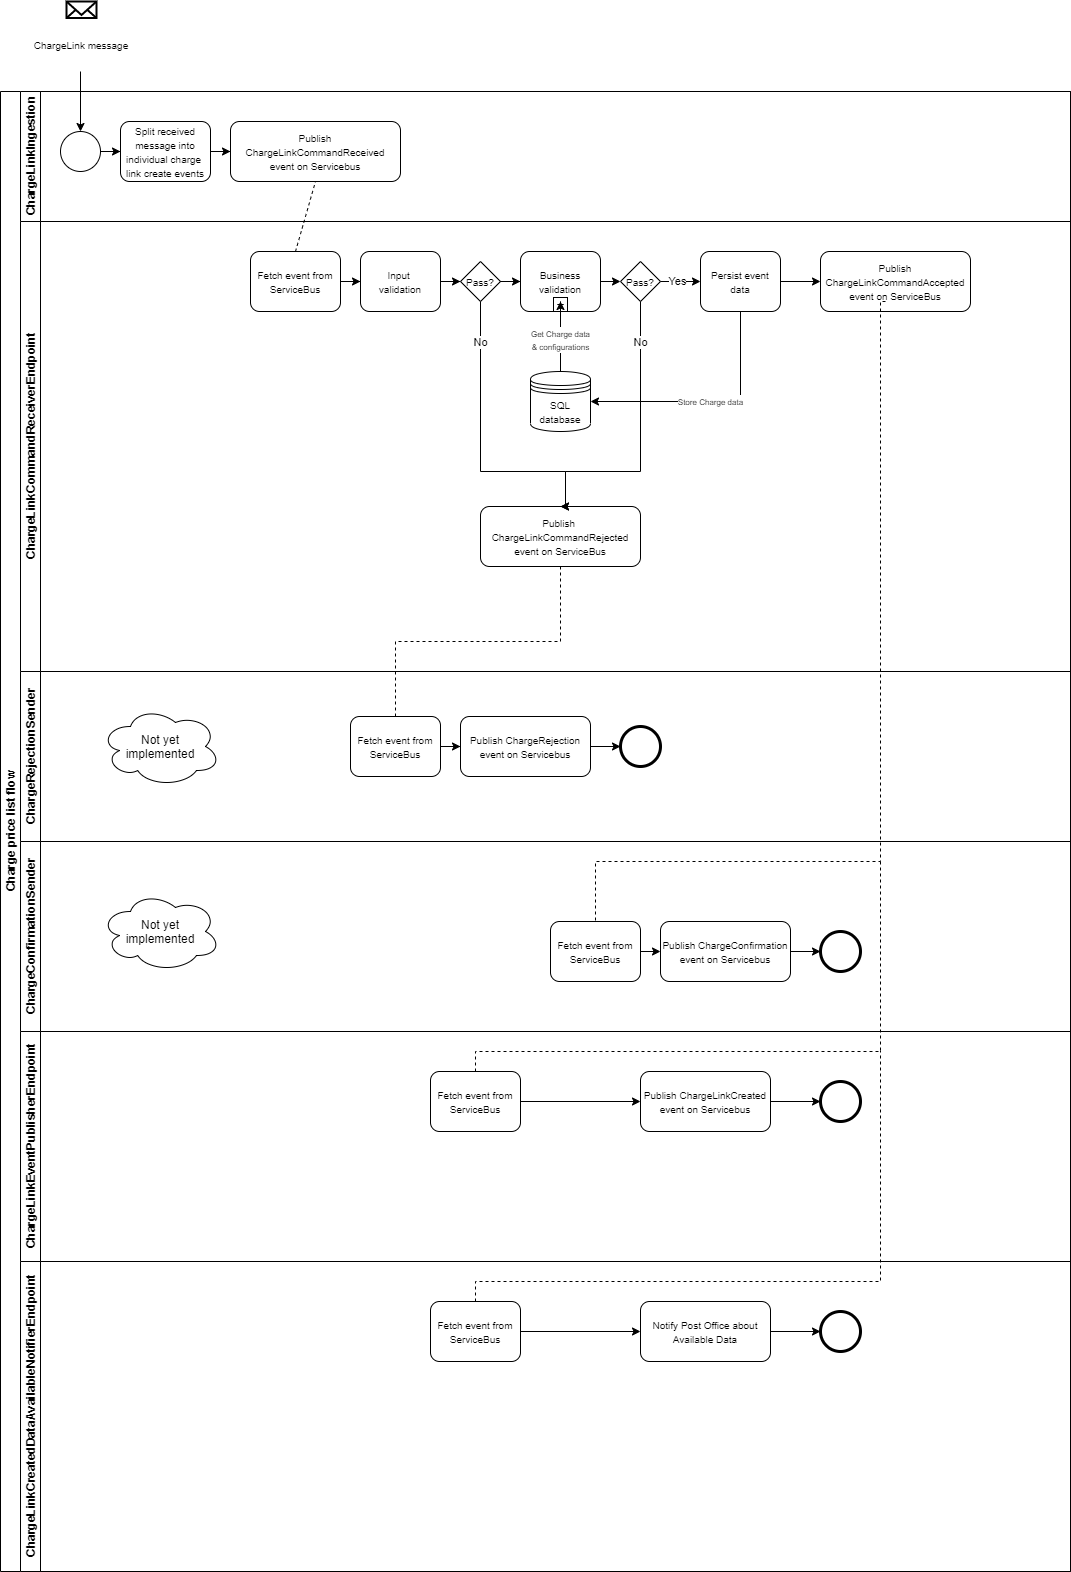 ChargeLink message
Charge price list flow
ChargeLinkIngestion
Split received
message into
individual charge
link create events
Publish
ChargeLinkCommandReceived
event on Servicebus
ChargeLinkCommandReceiverEndpoint
Fetch event from
ServiceBus
Input
validation
Pass?
Business
validation
Pass?
Yes
Persist event
data
Publish
ChargeLinkCommandAccepted
event on ServiceBus
No
Get Charge data
& configurations
No
SQL
database
Store Charge data
Publish
ChargeLinkCommandRejected
event on ServiceBus
ChargeRejectionSender
Not yet
implemented
Fetch event from
ServiceBus
Publish ChargeRejection
event on Servicebus
ChargeConfirmationSender
Not yet
implemented
Fetch event from
ServiceBus
Publish ChargeConfirmation
event on Servicebus
ChargeLinkEventPublisherEndpoint
Fetch event from
ServiceBus
Publish ChargeLinkCreated
event on Servicebus
ChargeLinkCreatedDataAvailableNotifierEndpoint
Fetch event from
ServiceBus
Notify Post Office about
Available Data